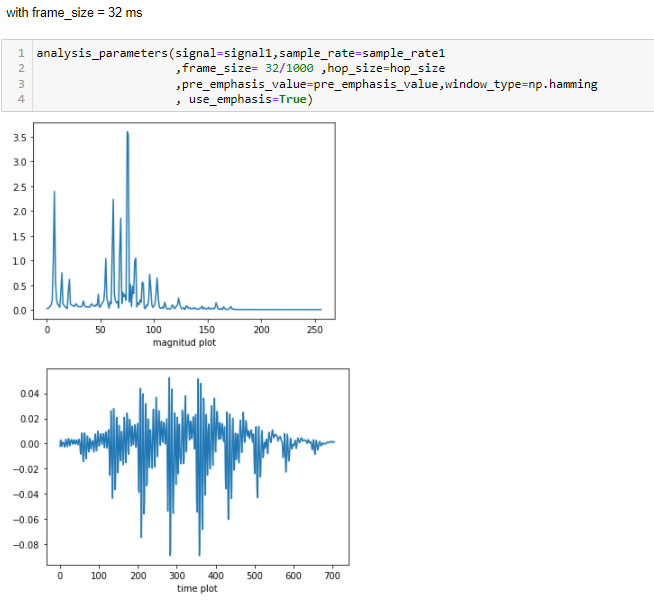 with frame_size = 32 ms
1 analysis_parameters(signal=signal1,sample_rate=sample_rate1
2 ,frame_size= 32/1000 ,hop_size=hop_size
3 ,pre_emphasis_value=pre_emphasis_value,window_type=np.hamming
4 , use_emphasis=True)
3.5
3.0
2.5
2.0
1.5
1.0
0.5
0.0
0 50 100 150 200 250
magnitud plot
0.04
0.02
0.00
−0.02
−0.04
−0.06
−0.08
0 100 200 300 400 500 600 700
time plot